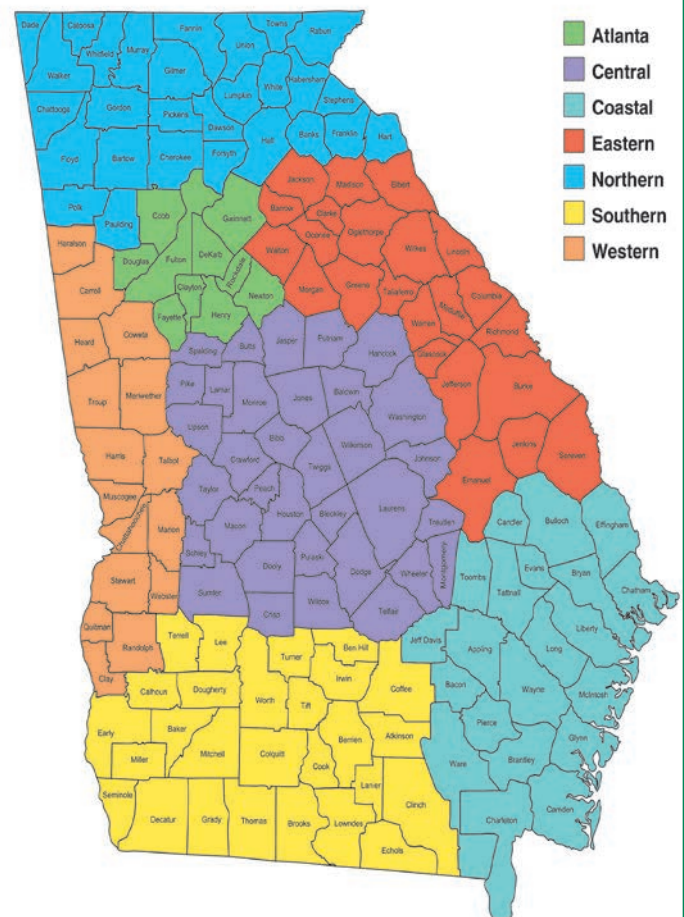 Atlanta
Central
Coastal
Eastern
Northern
Southern
Western
Dade
Catoosa
Fannin
Towns
Rabun
Whitfield
Murray
Union
Walker
Gilmer
Habersham
White
Lumpkin
Stephens
Chattooga
Gordon
Pickens
Dawson
Banks
Franklin
Hart
Hall
Floyd
Bartow
Cherokee
Forsyth
Polk
Paulding
Jackson
Madison
Elbert
Cobb
Gwinnett
Barrow
Clarke
Oconee
Oglethorpe
Wilkes
Lincoln
Haralson
Douglas
Fulton
DeKalb
Rockdale
Walton
Clayton
Newton
Morgan
Greene
Taliaferro
Columbia
McDuffie
Carroll
Fayette
Henry
Warren
Richmond
Heard
Coweta
Spalding
Butts
Jasper
Putnam
Hancock
Glascock
Pike
Lamar
Monroe
Jones
Baldwin
Jefferson
Burke
Troup
Meriwether
Upson
Washington
Bibb
Wilkinson
Jenkins
Screven
Harris
Talbot
Crawford
Twiggs
Johnson
Emanuel
Taylor
Peach
Muscogee
Chattahoochee
Marion
Macon
Houston
Bleckley
Laurens
Treutlen
Candler
Bulloch
Effingham
Schley
Dooly
Pulaski
Dodge
Wheeler
Montgomery
Toombs
Evans
Bryan
Tattnall
Chatham
Stewart
Webster
Sumter
Crisp
Wilcox
Telfair
Quitman
Randolph
Terrell
Lee
Turner
Ben Hill
Jeff Davis
Appling
Long
Liberty
Clay
Calhoun
Dougherty
Worth
Tift
Irwin
Coffee
Bacon
Wayne
McIntosh
Early
Baker
Mitchell
Colquitt
Berrien
Atkinson
Pierce
Glynn
Miller
Cook
Lanier
Ware
Brantley
Seminole
Decatur
Grady
Thomas
Brooks
Lowndes
Clinch
Charleton
Camden
Echols